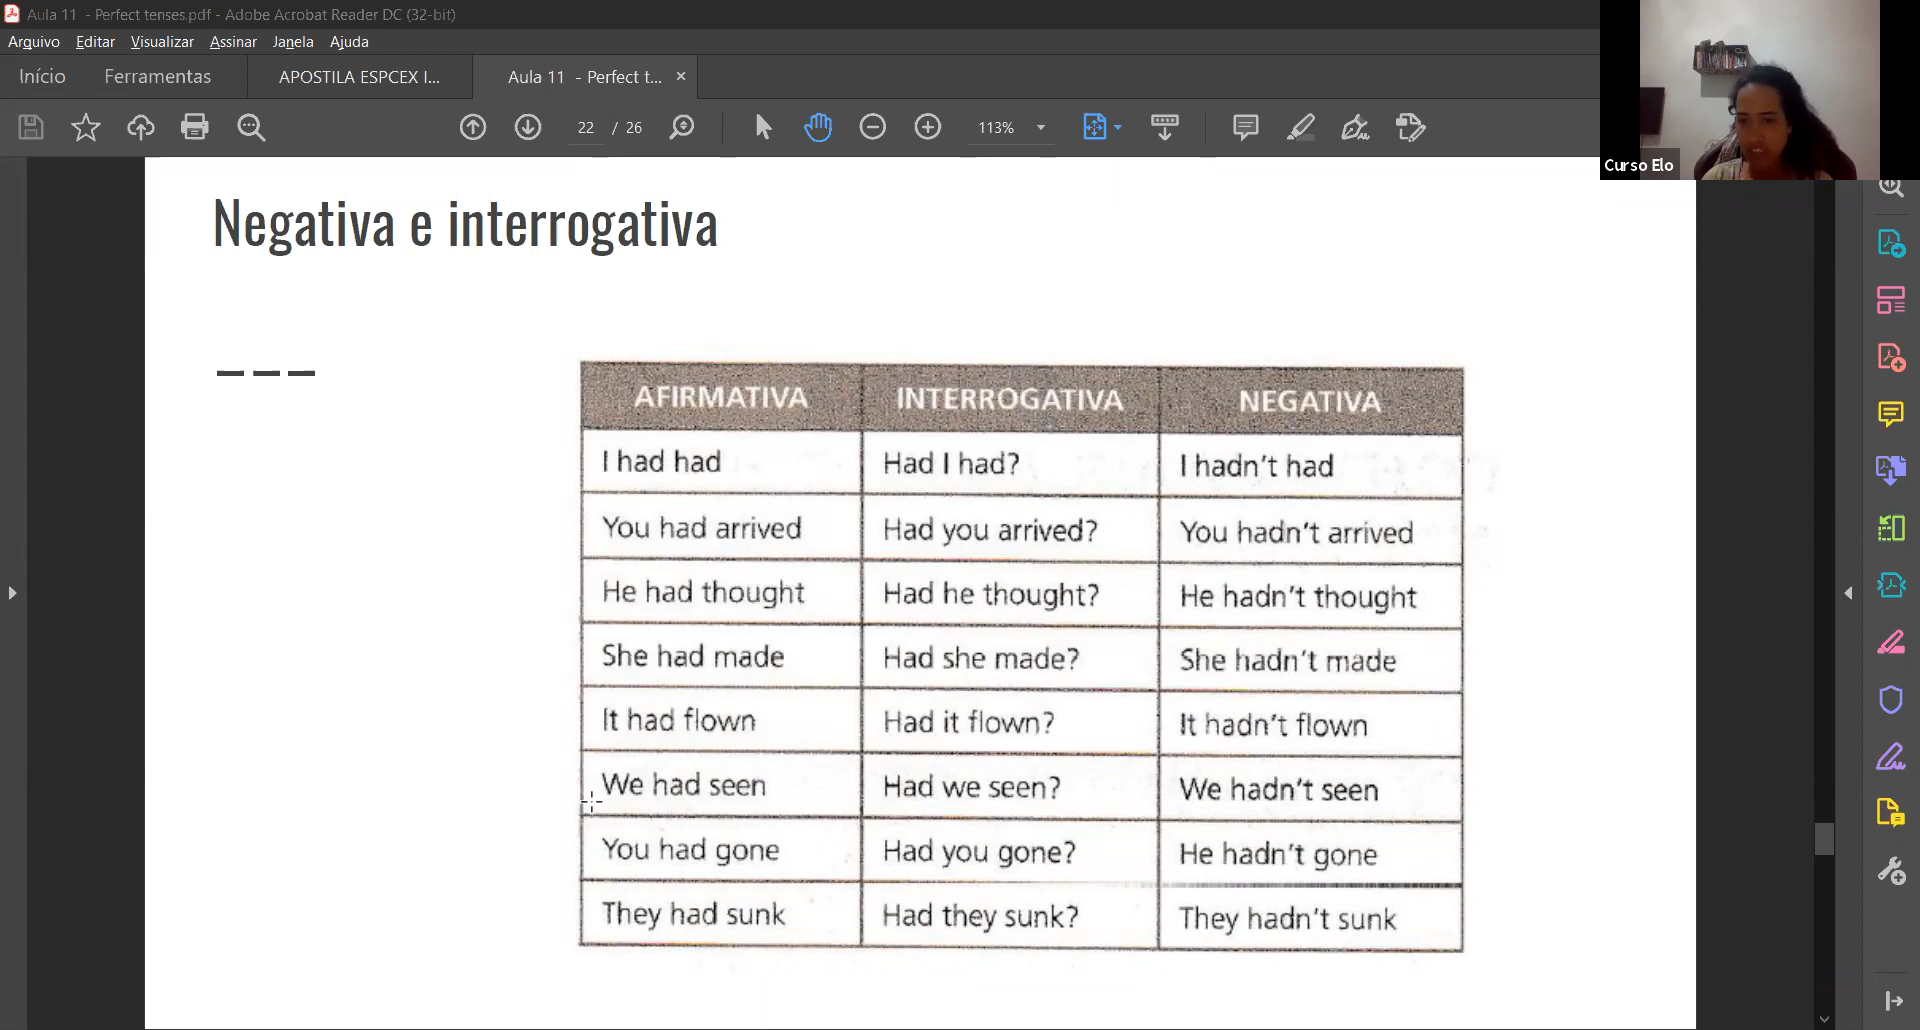 Aula 11 - Perfect tenses.pdf - Adobe Acrobat Reader DC (32-bit)
Arquivo Editar Visualizar Assinar Janela Ajuda
Início Ferramentas APOSTILA ESPCEX I... Aula 11 - Perfect t... ×
22 / 26 113%
Curso Elo
Negativa e interrogativa
AFIRMATIVA INTERROGATIVA NEGATIVA
I had had Had I had? I hadn't had
You had arrived Had you arrived? You hadn't arrived
He had thought Had he thought? He hadn't thought
She had made Had she made? She hadn't made
It had flown Had it flown? It hadn't flown
We had seen Had we seen? We hadn't seen
You had gone Had you gone? He hadn't gone
They had sunk Had they sunk? They hadn't sunk